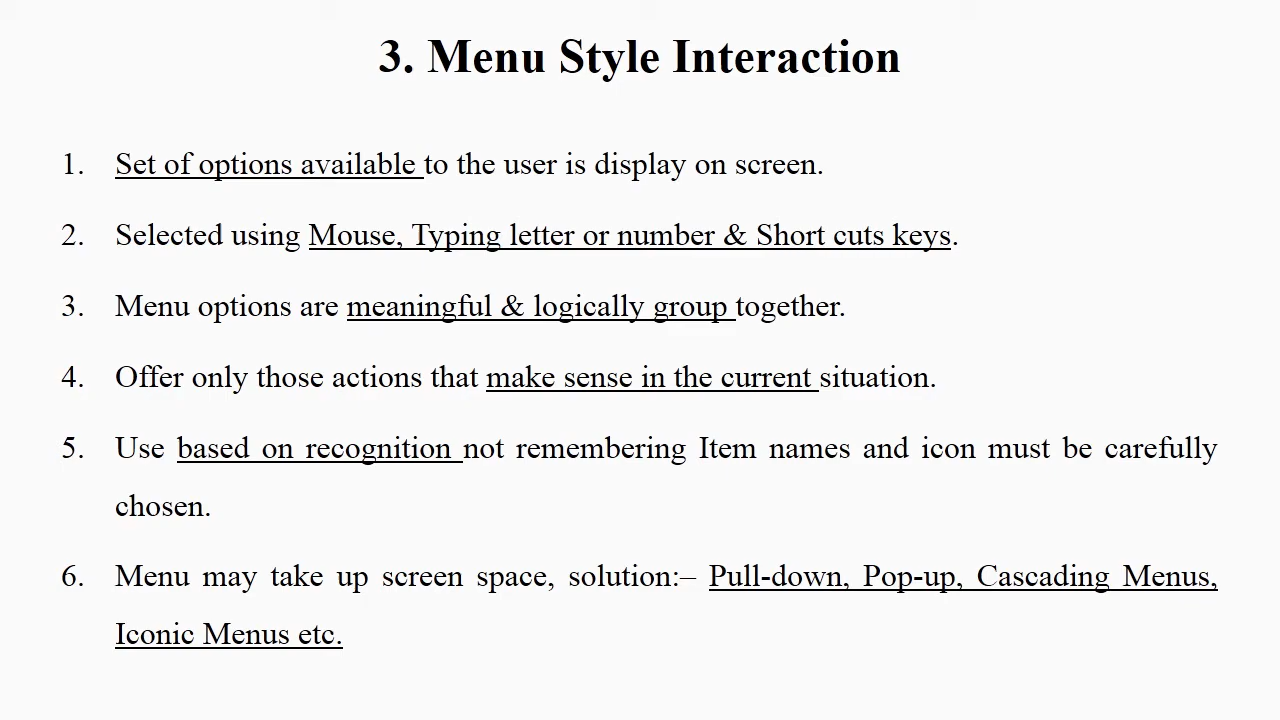 3. Menu Style Interaction
1. Set of options available to the user is display on screen.
2. Selected using Mouse, Typing letter or number & Short cuts keys.
3. Menu options are meaningful & logically group together.
4. Offer only those actions that make sense in the current situation.
5. Use based on recognition not remembering Item names and icon must be carefully
chosen.
6. Menu may take up screen space, solution:– Pull-down, Pop-up, Cascading Menus,
Iconic Menus etc.